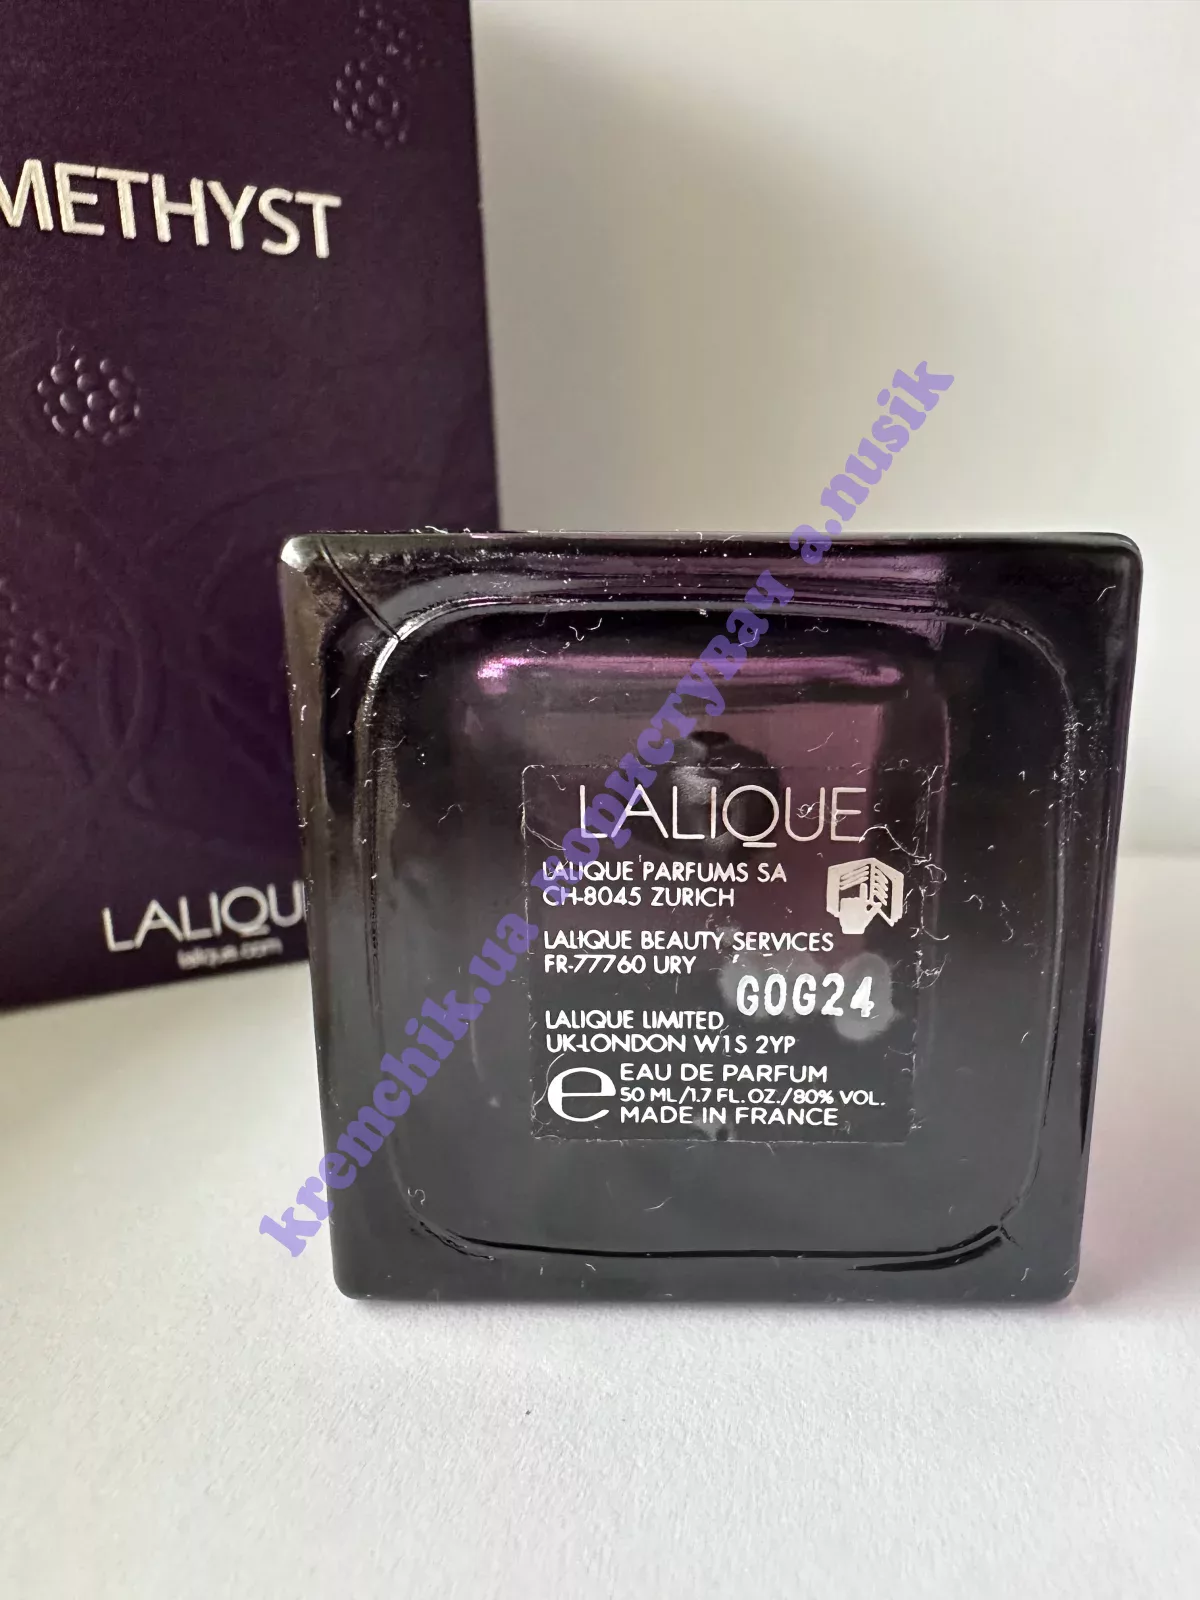 METHYST
LALIQU
lalique.com
LALIQUE
LALIQUE PARFUMS SA
CH-8045 ZURICH
LALIQUE BEAUTY SERVICES
FR-77760 URY
G0G24
LALIQUE LIMITED
UK-LONDON W1S 2YP
e EAU DE PARFUM
50 ML/1.7 FL. OZ./80% VOL.
MADE IN FRANCE
kremchik.ua користувач a.nusik